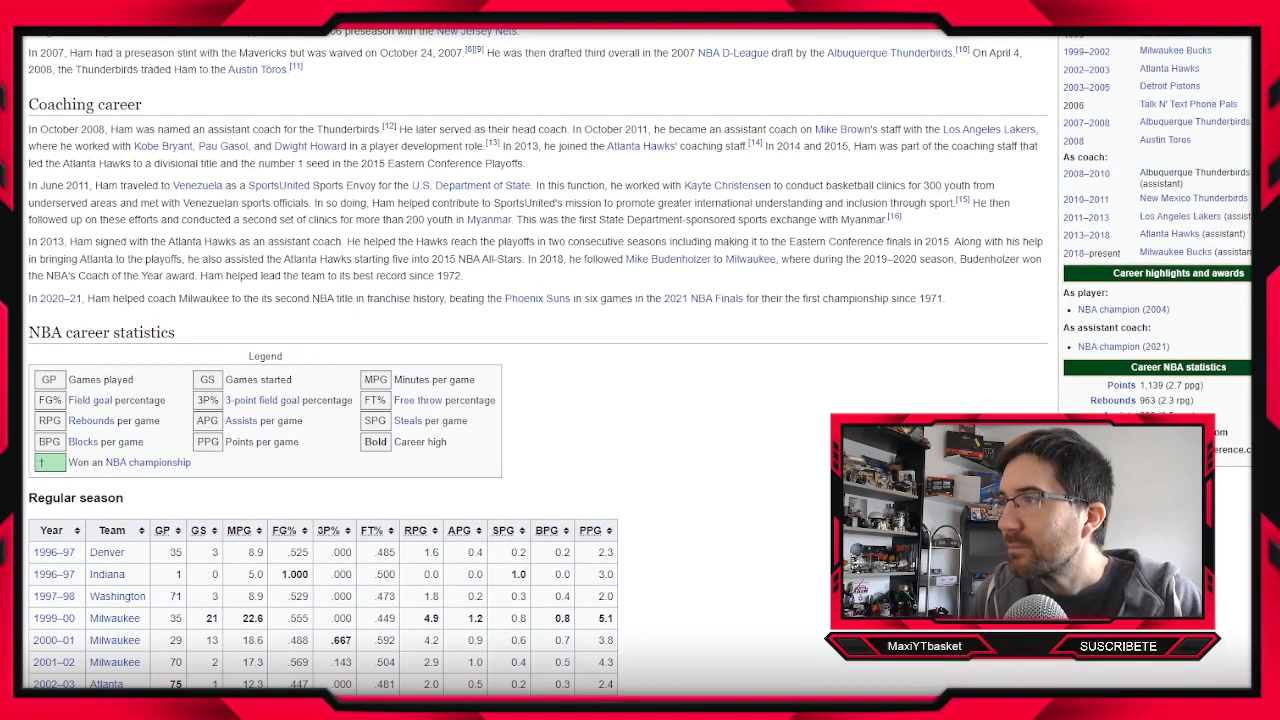 06 preseason with the New Jersey Nets.
In 2007, Ham had a preseason stint with the Mavericks but was waived on October 24, 2007.[8][9] He was then drafted third overall in the 2007 NBA D-League draft by the Albuquerque Thunderbirds.[10] On April 4,
2008, the Thunderbirds traded Ham to the Austin Toros.[11]
Coaching career
In October 2008, Ham was named an assistant coach for the Thunderbirds.[12] He later served as their head coach. In October 2011, he became an assistant coach on Mike Brown's staff with the Los Angeles Lakers,
where he worked with Kobe Bryant, Pau Gasol, and Dwight Howard in a player development role.[13] In 2013, he joined the Atlanta Hawks' coaching staff.[14] In 2014 and 2015, Ham was part of the coaching staff that
led the Atlanta Hawks to a divisional title and the number 1 seed in the 2015 Eastern Conference Playoffs.
In June 2011, Ham traveled to Venezuela as a SportsUnited Sports Envoy for the U.S. Department of State. In this function, he worked with Kayte Christensen to conduct basketball clinics for 300 youth from
underserved areas and met with Venezuelan sports officials. In so doing, Ham helped contribute to SportsUnited's mission to promote greater international understanding and inclusion through sport.[15] He then
followed up on these efforts and conducted a second set of clinics for more than 200 youth in Myanmar. This was the first State Department-sponsored sports exchange with Myanmar.[16]
In 2013, Ham signed with the Atlanta Hawks as an assistant coach. He helped the Hawks reach the playoffs in two consecutive seasons including making it to the Eastern Conference finals in 2015. Along with his help
in bringing Atlanta to the playoffs, he also assisted the Atlanta Hawks starting five into 2015 NBA All-Stars. In 2018, he followed Mike Budenholzer to Milwaukee, where during the 2019–2020 season, Budenholzer won
the NBA's Coach of the Year award. Ham helped lead the team to its best record since 1972.
In 2020–21, Ham helped coach Milwaukee to its second NBA title in franchise history, beating the Phoenix Suns in six games in the 2021 NBA Finals for their the first championship since 1971.
NBA career statistics
Legend
GP Games played GS Games started MPG Minutes per game
FG% Field goal percentage 3P% 3-point field goal percentage FT% Free throw percentage
RPG Rebounds per game APG Assists per game SPG Steals per game
BPG Blocks per game PPG Points per game Bold Career high
† Won an NBA championship
Regular season
Year Team GP GS MPG FG% 3P% FT% RPG APG SPG BPG PPG
1996–97 Denver 35 3 8.9 .525 .000 .485 1.6 0.4 0.2 0.2 2.3
1996–97 Indiana 1 0 5.0 1.000 .000 .500 0.0 0.0 1.0 0.0 3.0
1997–98 Washington 71 3 8.9 .529 .000 .473 1.8 0.2 0.3 0.4 2.0
1999–00 Milwaukee 35 21 22.6 .555 .000 .449 4.9 1.2 0.8 0.8 5.1
2000–01 Milwaukee 29 13 18.6 .488 .667 .592 4.2 0.9 0.6 0.7 3.8
2001–02 Milwaukee 70 2 17.3 .569 .143 .504 2.9 1.0 0.4 0.5 4.3
2002–03 Atlanta 75 1 12.3 .447 .000 .481 2.0 0.5 0.2 0.3 2.4
1999–2002 Milwaukee Bucks
2002–2003 Atlanta Hawks
2003–2005 Detroit Pistons
2006 Talk N' Text Phone Pals
2007–2008 Albuquerque Thunderbirds
2008 Austin Toros
As coach:
2008–2010 Albuquerque Thunderbirds
(assistant)
2010–2011 New Mexico Thunderbirds
2011–2013 Los Angeles Lakers (assist
2013–2018 Atlanta Hawks (assistant)
2018–present Milwaukee Bucks (assistan
Career highlights and awards
As player:
• NBA champion (2004)
As assistant coach:
• NBA champion (2021)
Career NBA statistics
Points 1,139 (2.7 ppg)
Rebounds 963 (2.3 rpg)
om
ference.c
MaxiYTbasket
SUSCRIBETE